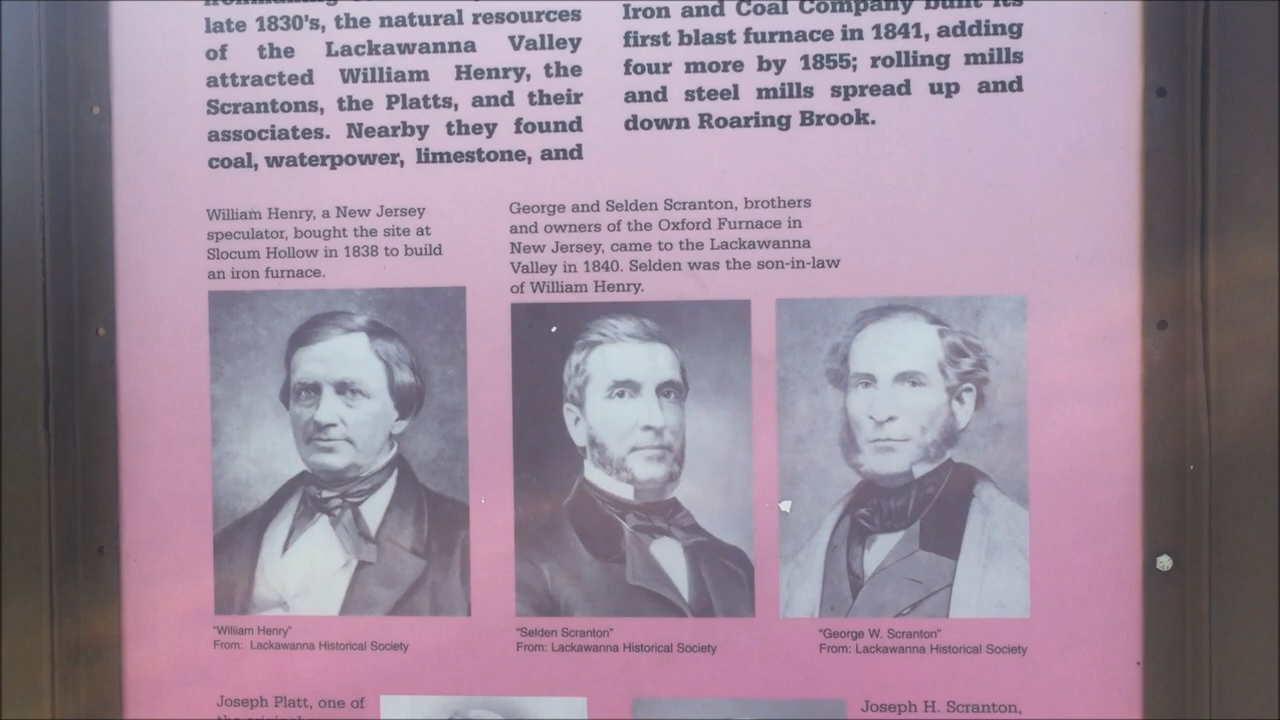 late 1830's, the natural resources
of the Lackawanna Valley
attracted William Henry, the
Scrantons, the Platts, and their
associates. Nearby they found
coal, waterpower, limestone, and
Iron and Coal Company built its
first blast furnace in 1841, adding
four more by 1855; rolling mills
and steel mills spread up and
down Roaring Brook.
William Henry, a New Jersey
speculator, bought the site at
Slocum Hollow in 1838 to build
an iron furnace.
George and Selden Scranton, brothers
and owners of the Oxford Furnace in
New Jersey, came to the Lackawanna
Valley in 1840. Selden was the son-in-law
of William Henry.
"William Henry"
From: Lackawanna Historical Society
"Selden Scranton"
From: Lackawanna Historical Society
"George W. Scranton"
From: Lackawanna Historical Society
Joseph Platt, one of
Joseph H. Scranton,